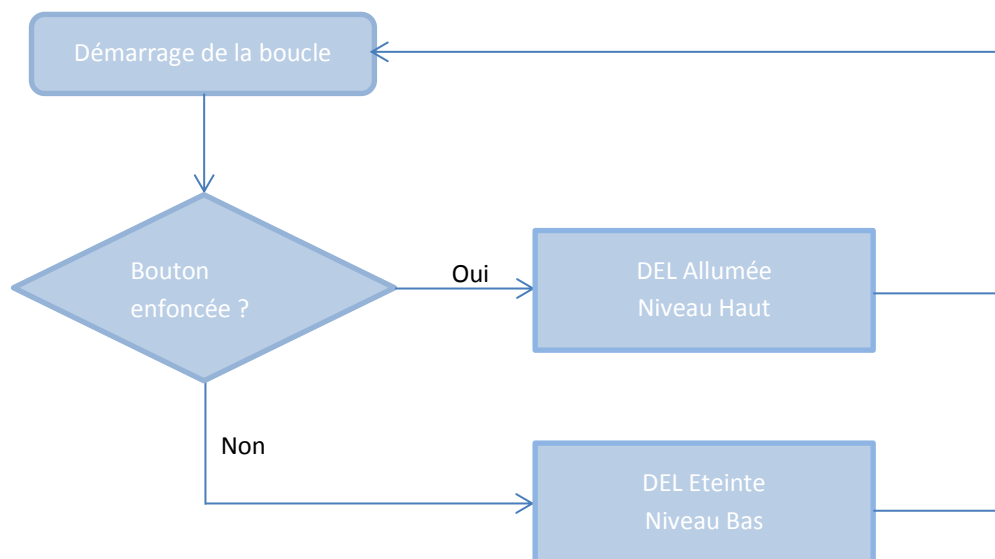 Démarrage de la boucle
Bouton
enfoncée ?
Oui
DEL Allumée
Niveau Haut
Non
DEL Eteinte
Niveau Bas